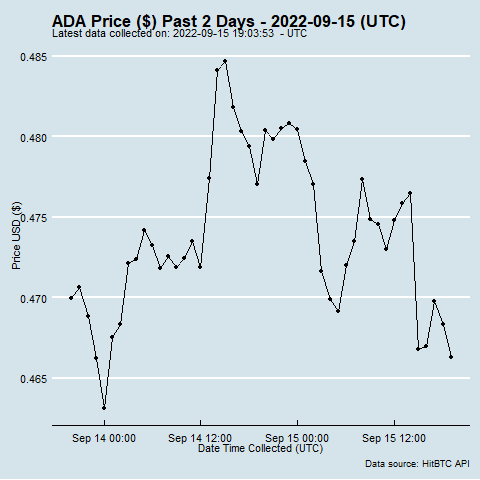 ADA Price ($) Past 2 Days - 2022-09-15 (UTC)
Latest data collected on: 2022-09-15 19:03:53  - UTC
0.485
0.480
0.475
0.470
0.465
Price USD ($)
Sep 14 00:00 Sep 14 12:00 Sep 15 00:00 Sep 15 12:00
Date Time Collected (UTC)
Data source: HitBTC API